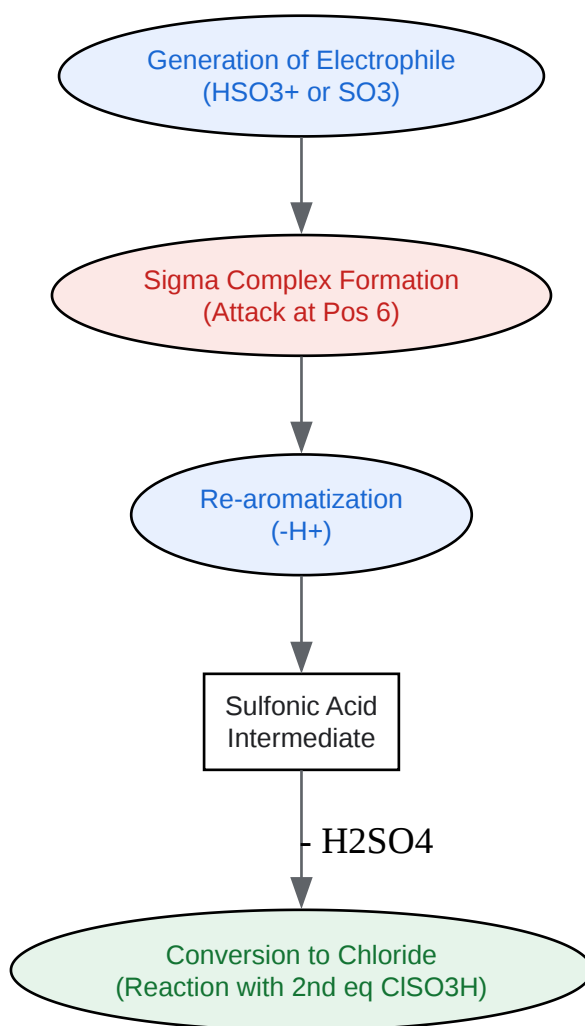 Generation of Electrophile
(HSO3+ or SO3)
Sigma Complex Formation
(Attack at Pos 6)
Re-aromatization
(-H+)
Sulfonic Acid
Intermediate
- H2SO4
Conversion to Chloride
(Reaction with 2nd eq ClSO3H)